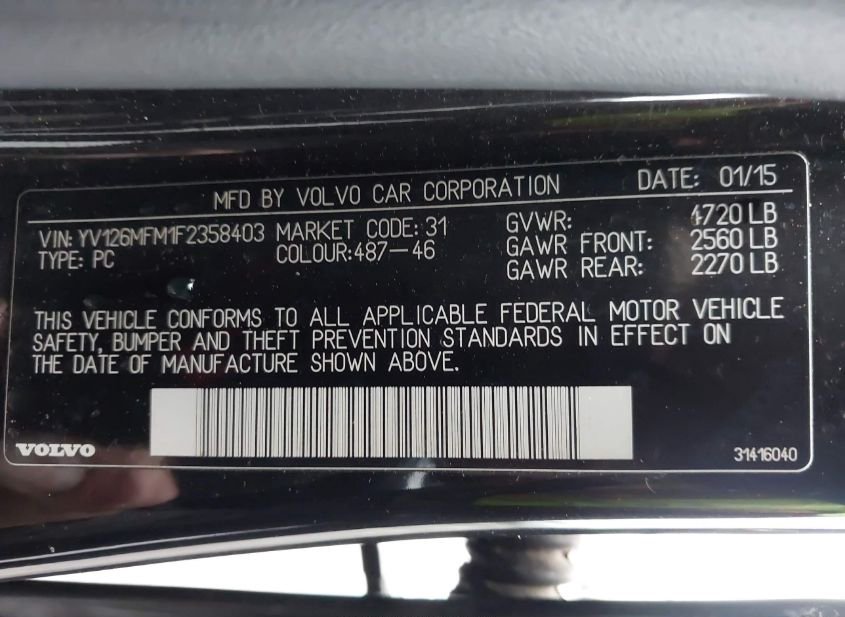 MFD BY VOLVO CAR CORPORATION DATE: 01/15
VIN: YV126MFM1F2358403 MARKET CODE: 31 GVWR: 4720 LB
TYPE: PC COLOUR:487-46 GAWR FRONT: 2560 LB
GAWR REAR: 2270 LB
THIS VEHICLE CONFORMS TO ALL APPLICABLE FEDERAL MOTOR VEHICLE
SAFETY, BUMPER AND THEFT PREVENTION STANDARDS IN EFFECT ON
THE DATE OF MANUFACTURE SHOWN ABOVE.
VOLVO 31416040